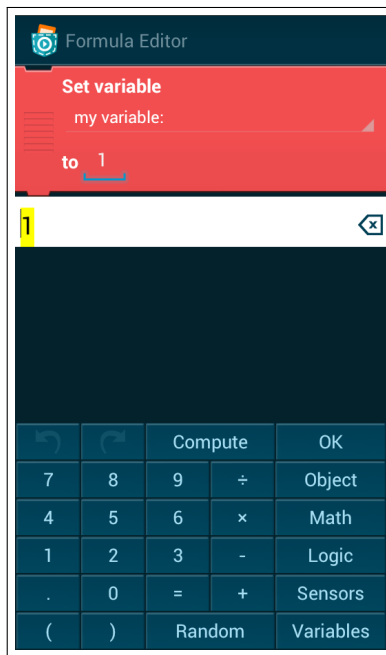 Formula Editor
Set variable
my variable:
to 1
1
Compute OK
7 8 9 ÷ Object
4 5 6 × Math
1 2 3 - Logic
. 0 = + Sensors
( ) Random Variables